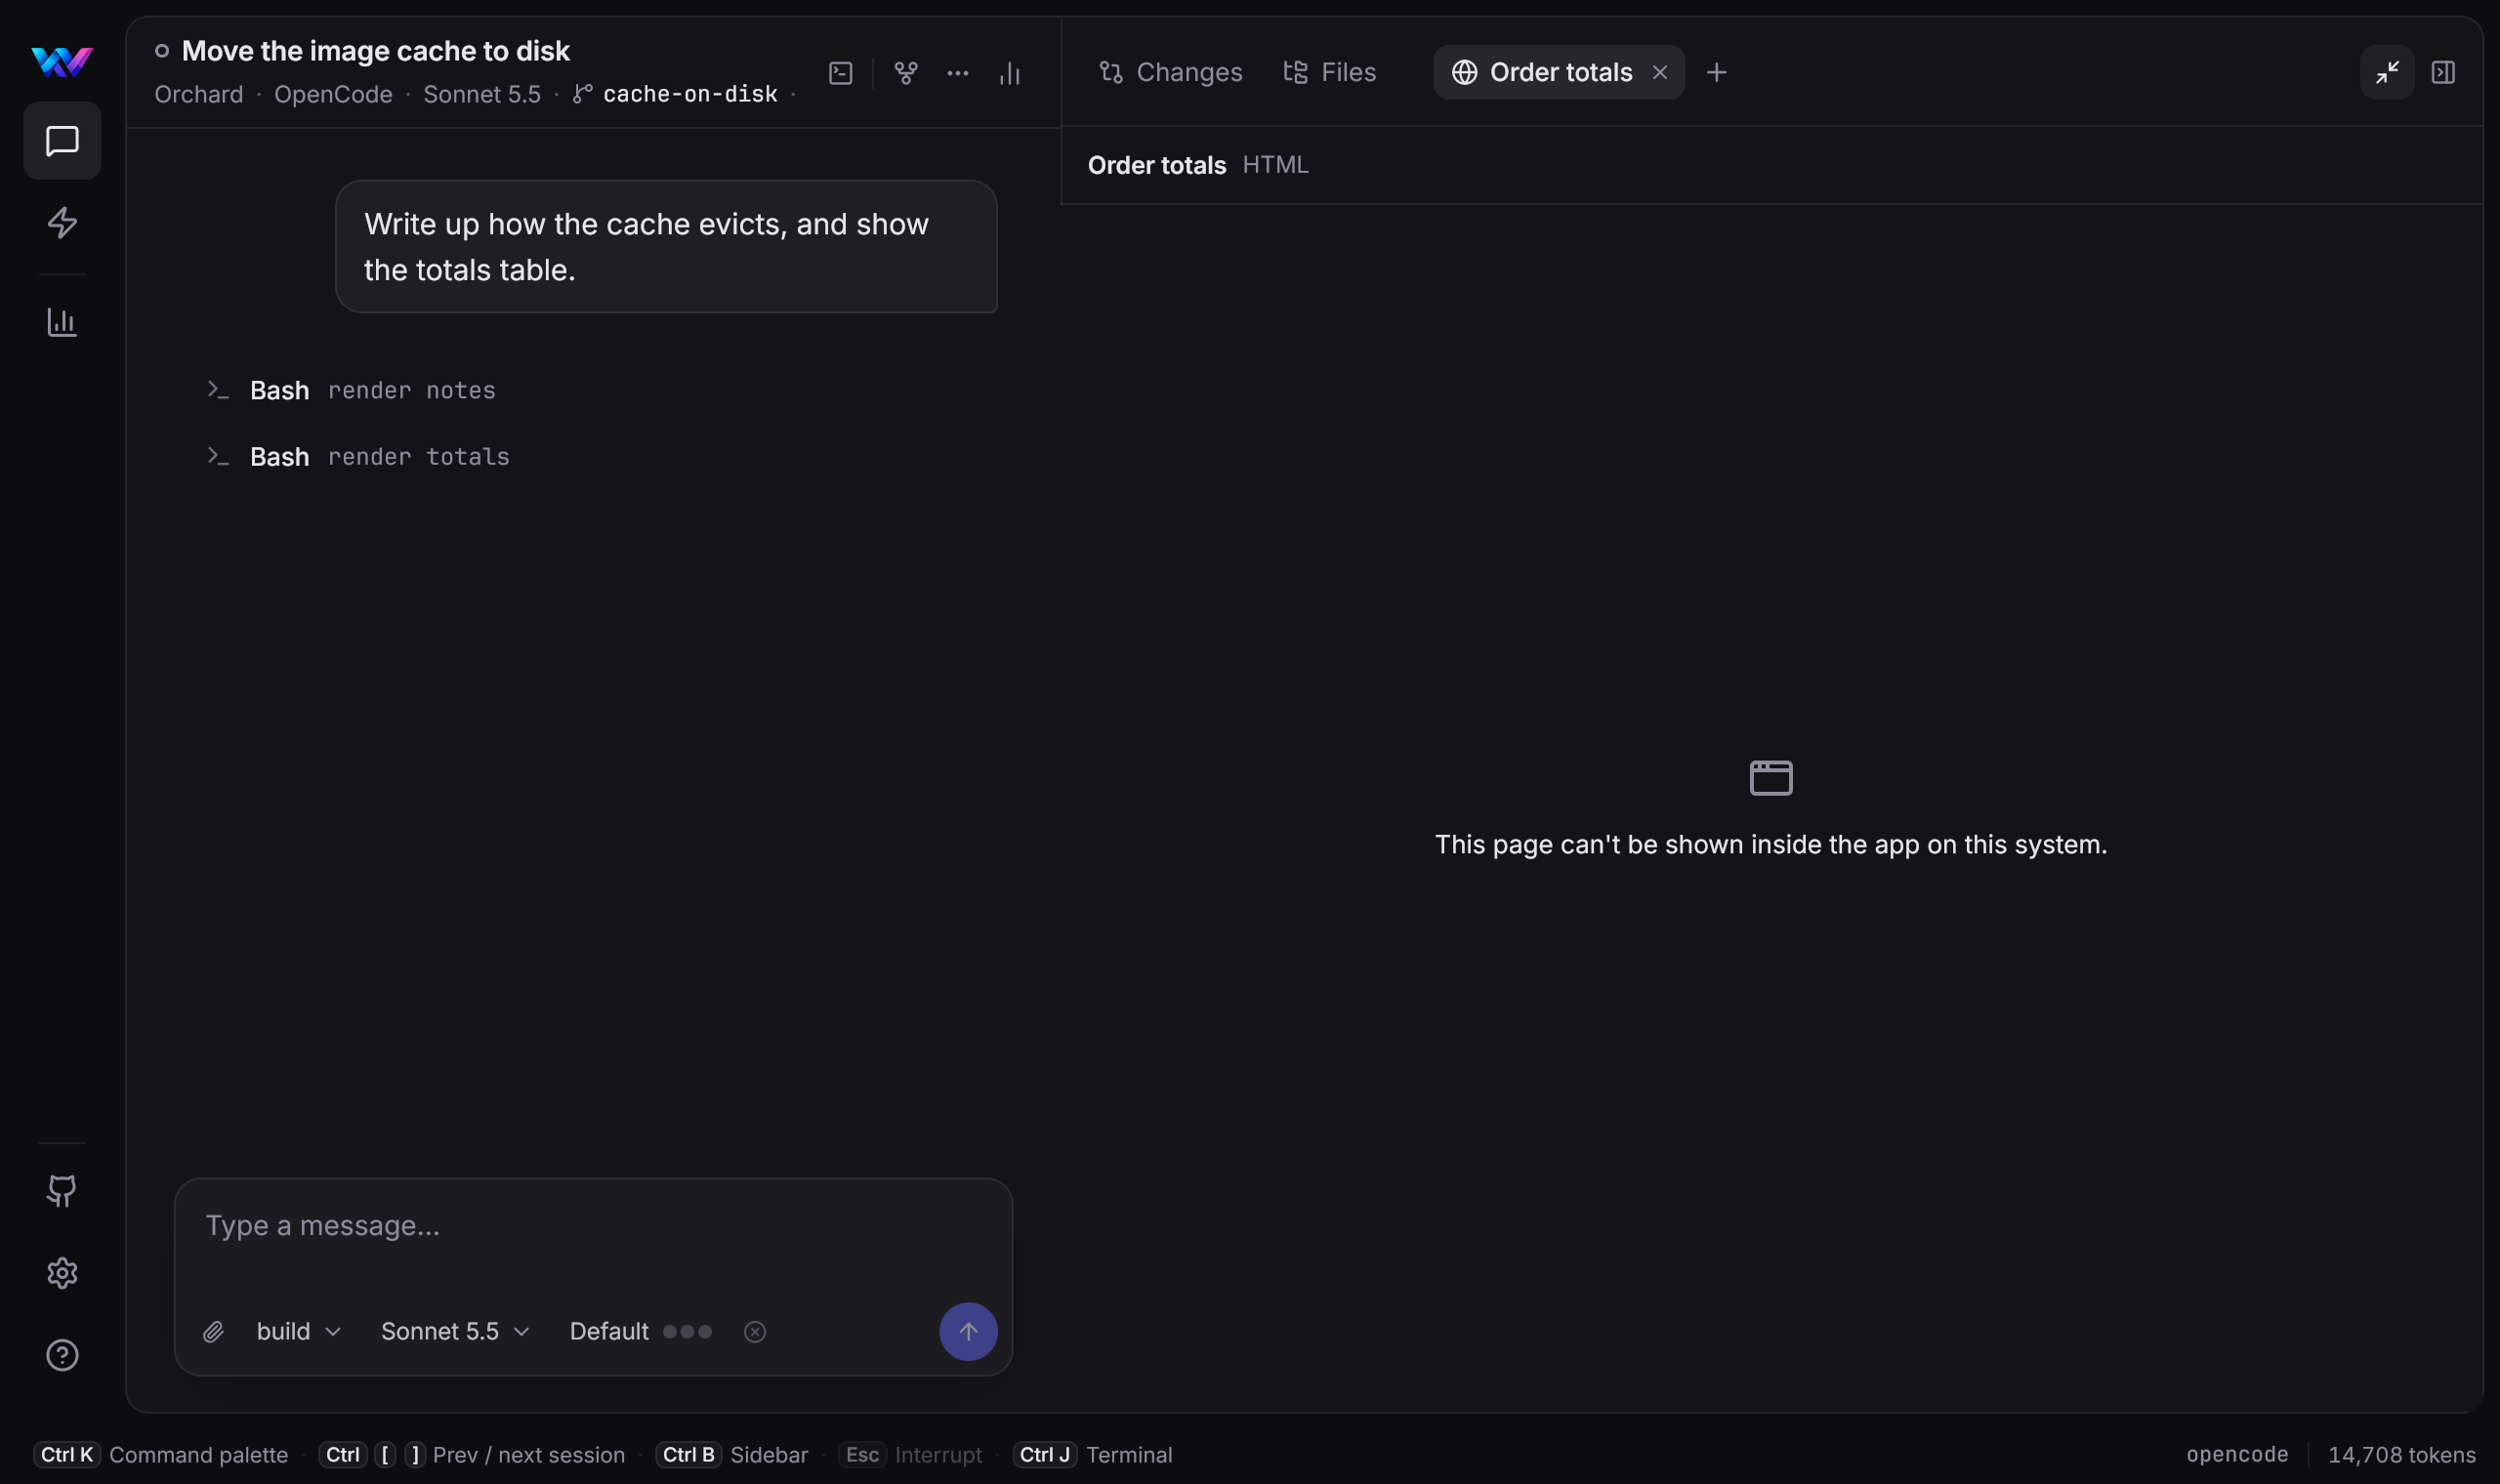 Move the image cache to disk
Orchard · OpenCode · Sonnet 5.5 · cache-on-disk ·
Changes
Files
Order totals
Order totals HTML
Write up how the cache evicts, and show
the totals table.
Bash render notes
Bash render totals
This page can't be shown inside the app on this system.
Type a message...
build
Sonnet 5.5
Default
Ctrl K Command palette · Ctrl [ ] Prev / next session · Ctrl B Sidebar · Esc Interrupt · Ctrl J Terminal
opencode
14,708 tokens